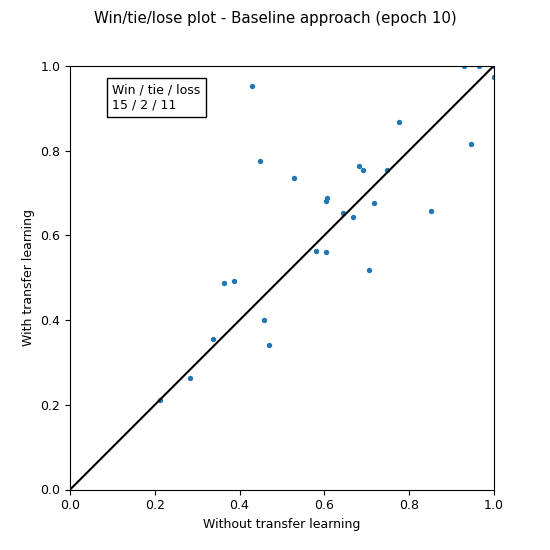 Win/tie/lose plot - Baseline approach (epoch 10)
Win / tie / loss
15 / 2 / 11
With transfer learning
1.0
0.8
0.6
0.4
0.2
0.0
0.0 0.2 0.4 0.6 0.8 1.0
Without transfer learning